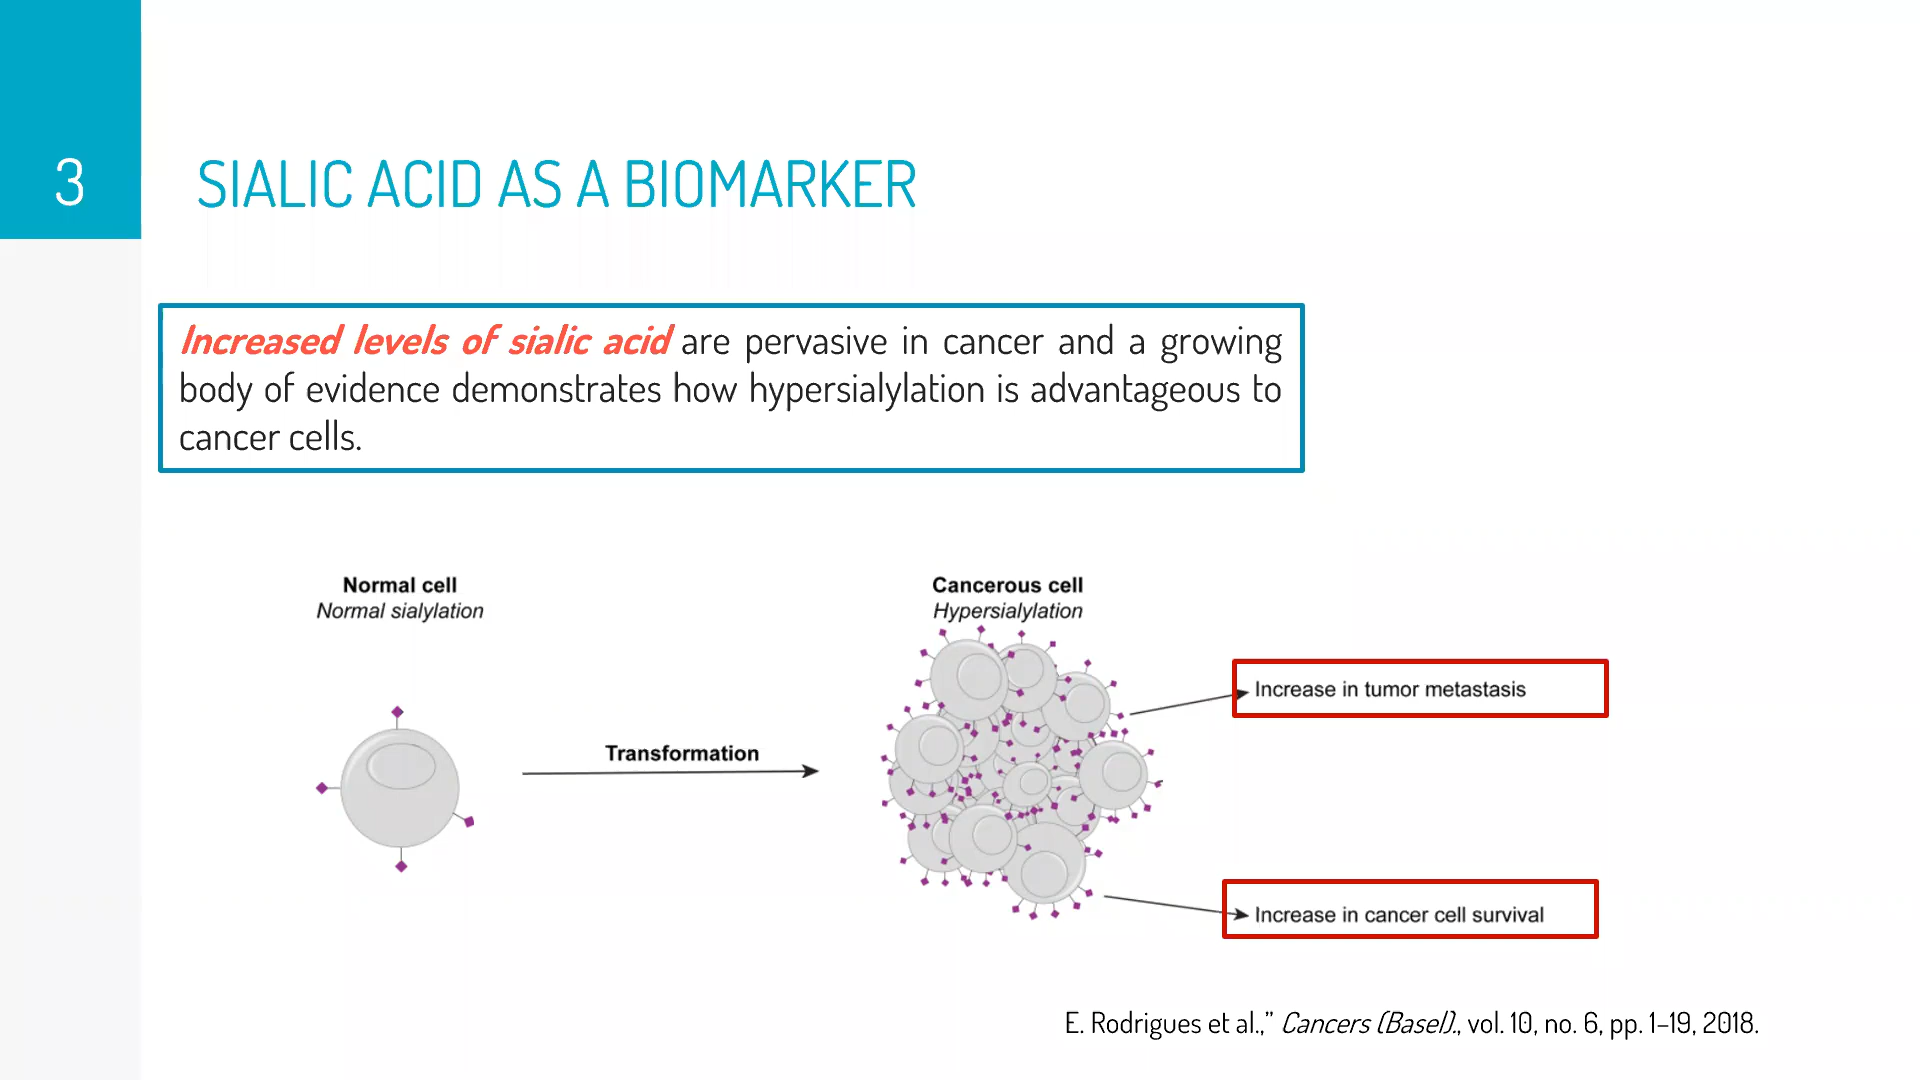 3
SIALIC ACID AS A BIOMARKER
Increased levels of sialic acid are pervasive in cancer and a growing
body of evidence demonstrates how hypersialylation is advantageous to
cancer cells.
Normal cell
Normal sialylation
Transformation
Cancerous cell
Hypersialylation
Increase in tumor metastasis
Increase in cancer cell survival
E. Rodrigues et al.,” Cancers (Basel)., vol. 10, no. 6, pp. 1–19, 2018.